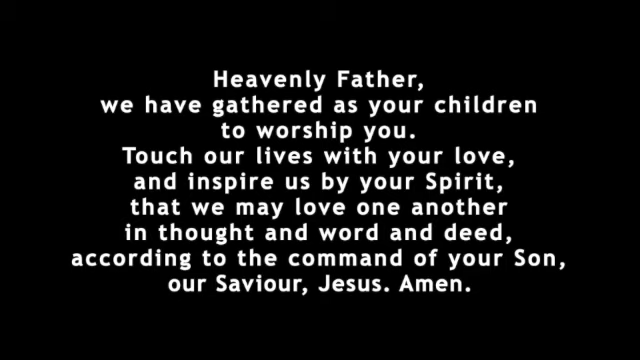 Heavenly Father,
we have gathered as your children
to worship you.
Touch our lives with your love,
and inspire us by your Spirit,
that we may love one another
in thought and word and deed,
according to the command of your Son,
our Saviour, Jesus. Amen.